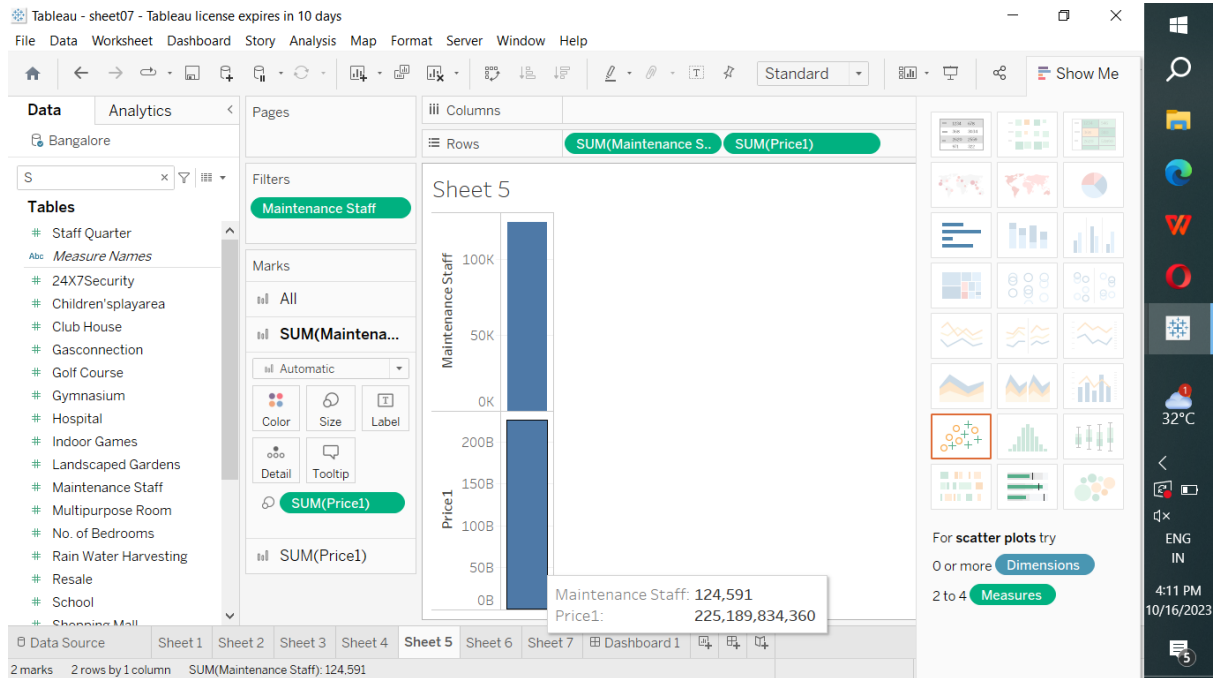 Tableau - sheet07 - Tableau license expires in 10 days
File Data Worksheet Dashboard Story Analysis Map Format Server Window Help
Standard
Show Me
Data
Analytics
Bangalore
S
Tables
Staff Quarter
Abc Measure Names
24X7Security
Children'splayarea
Club House
Gasconnection
Golf Course
Gymnasium
Hospital
Indoor Games
Landscaped Gardens
Maintenance Staff
Multipurpose Room
No. of Bedrooms
Rain Water Harvesting
Resale
School
Shopping Mall
Pages
Filters
Maintenance Staff
Marks
All
SUM(Maintena...
Automatic
Color Size Label
Detail Tooltip
SUM(Price1)
SUM(Price1)
Columns
Rows SUM(Maintenance S.. SUM(Price1)
Sheet 5
Maintenance Staff
100K
50K
0K
Price1
200B
150B
100B
50B
0B
Maintenance Staff: 124,591
Price1: 225,189,834,360
For scatter plots try
0 or more Dimensions
2 to 4 Measures
Data Source Sheet 1 Sheet 2 Sheet 3 Sheet 4 Sheet 5 Sheet 6 Sheet 7 Dashboard 1
2 marks 2 rows by 1 column SUM(Maintenance Staff): 124,591
1
32°C
ENG
IN
4:11 PM
10/16/2023
5